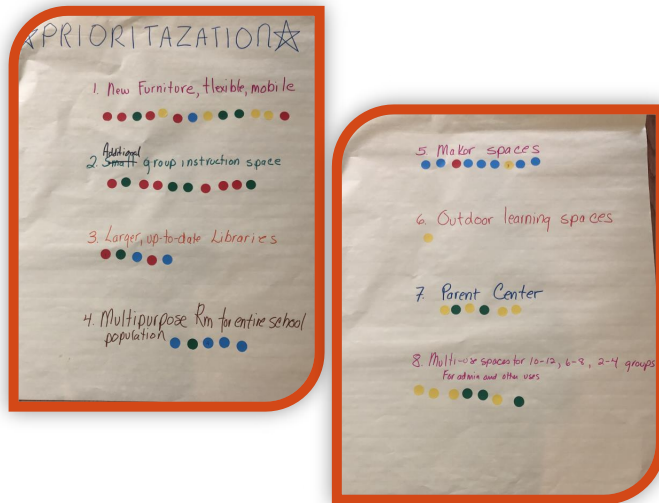 ☆PRIORITAZATION☆
1. New Furniture, flexible, mobile
Additional
2. Small group instruction space
3. Larger, up-to-date Libraries
4. Multipurpose Rm for entire school
population
5. Makor spaces
6. Outdoor learning spaces
7. Parent Center
8. Multi-use spaces for 10-12, 6-8, 2-4 groups
For admin and other uses